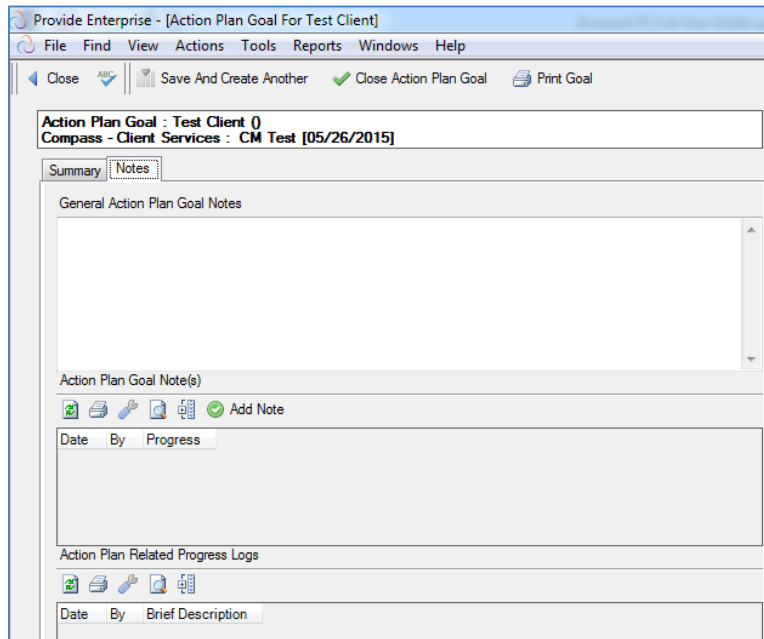 Provide Enterprise - [Action Plan Goal For Test Client]
File Find View Actions Tools Reports Windows Help
Close ABC Save And Create Another Close Action Plan Goal Print Goal
Action Plan Goal : Test Client ()
Compass - Client Services : CM Test [05/26/2015]
Summary Notes
General Action Plan Goal Notes
Action Plan Goal Note(s)
Add Note
Date By Progress
Action Plan Related Progress Logs
Date By Brief Description